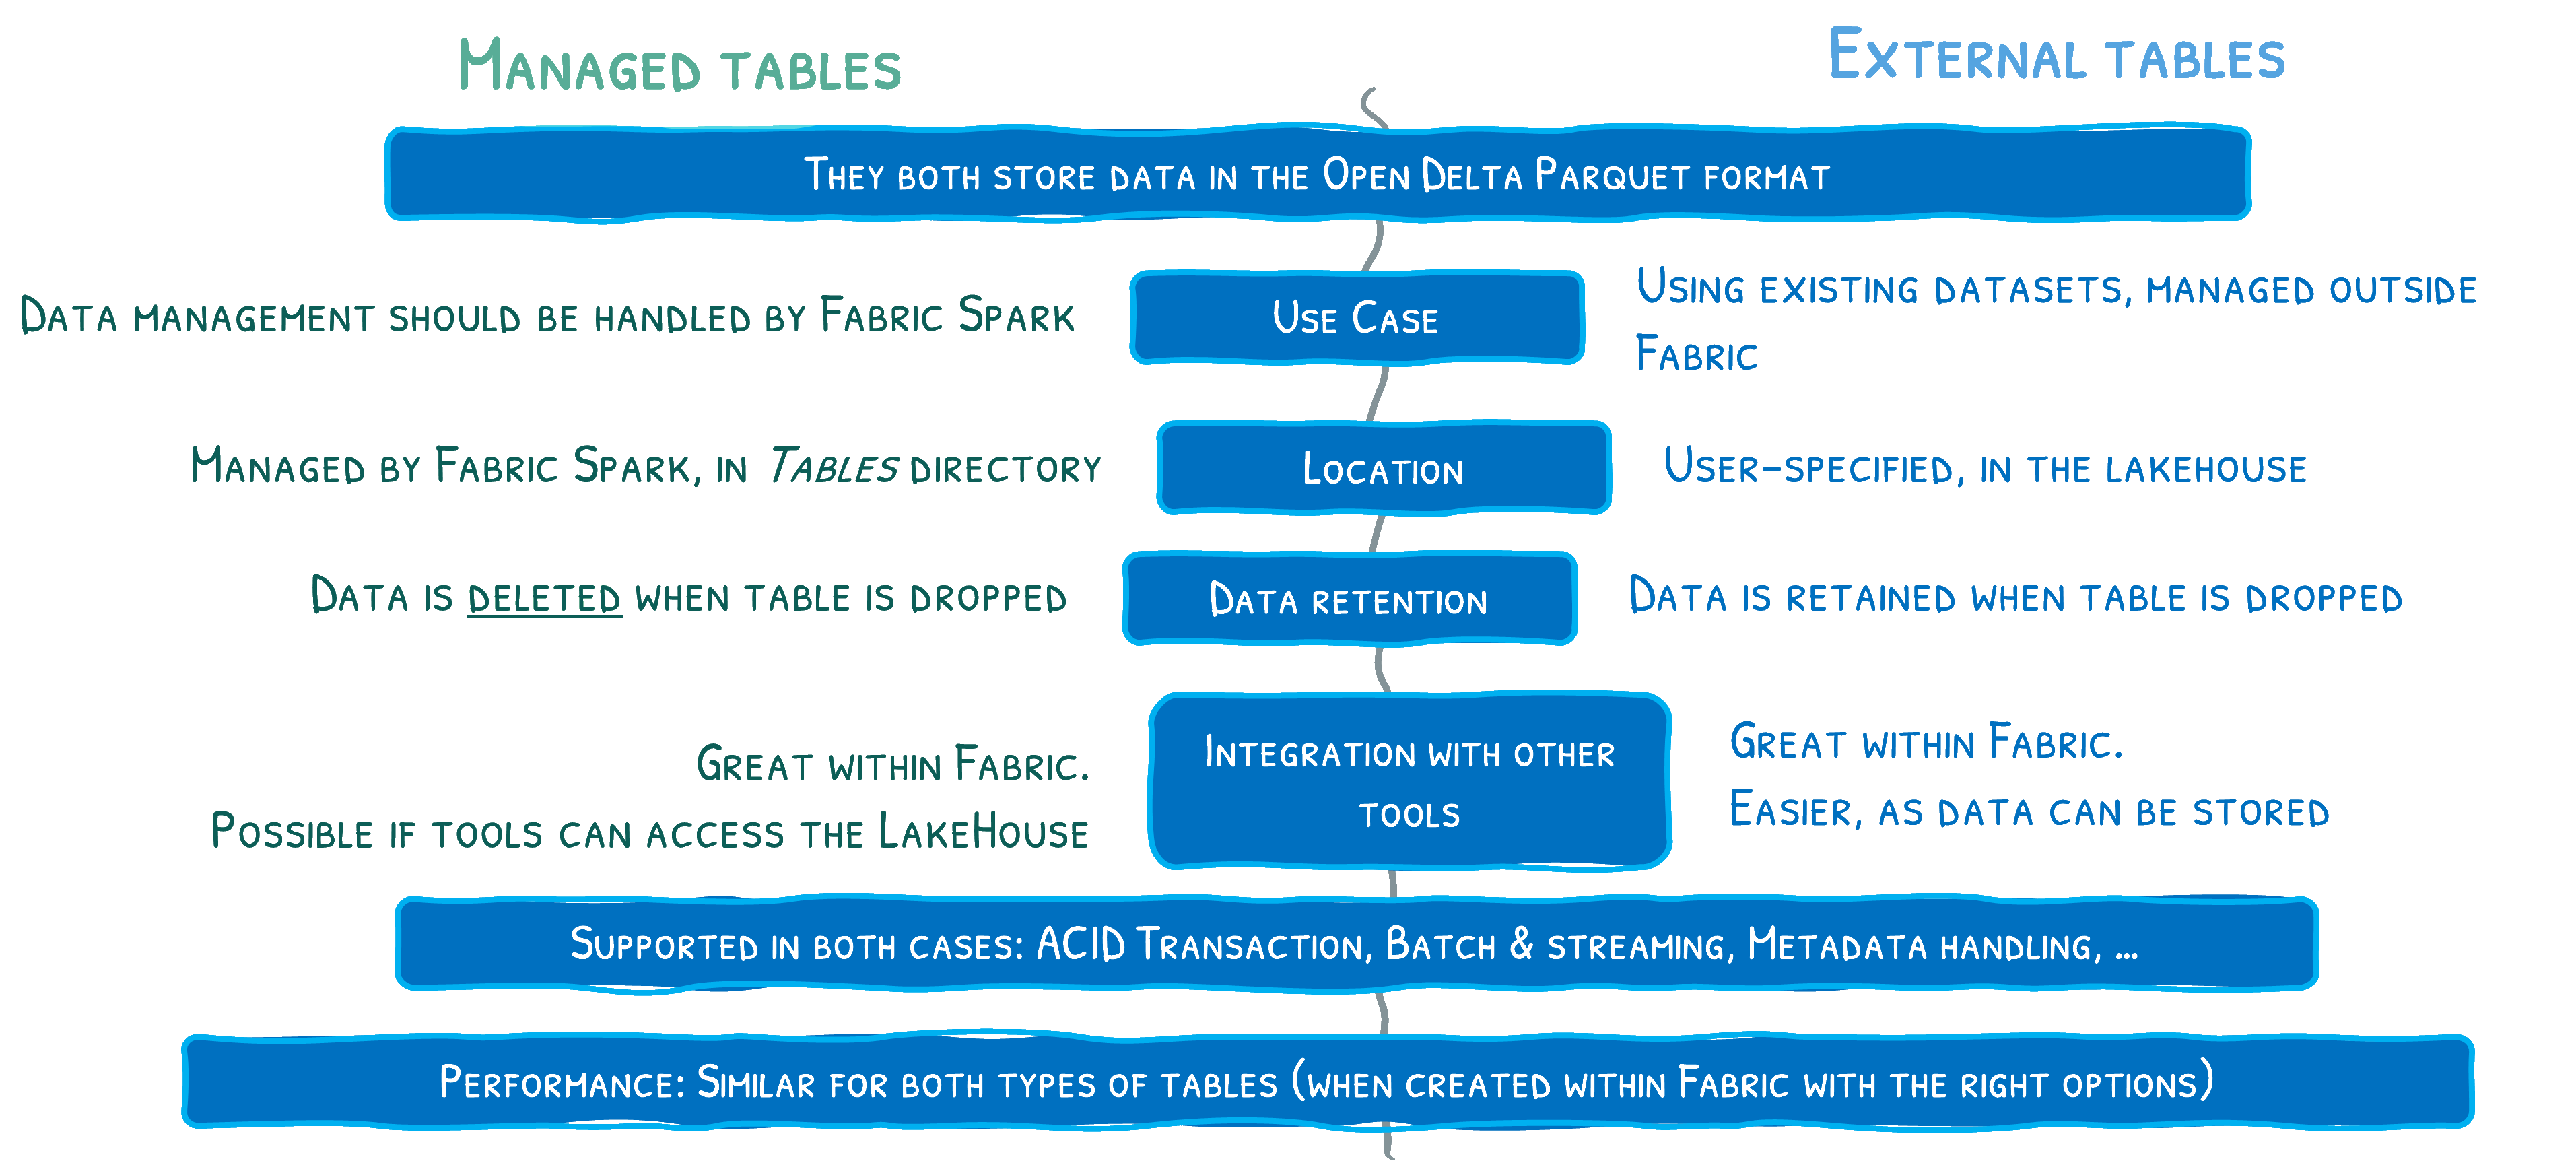 Managed tables
External tables
They both store data in the Open Delta Parquet format
Data management should be handled by Fabric Spark
Use Case
Using existing datasets, managed outside
Fabric
Managed by Fabric Spark, in Tables directory
Location
User-specified, in the lakehouse
Data is deleted when table is dropped
Data retention
Data is retained when table is dropped
Great within Fabric.
Possible if tools can access the LakeHouse
Integration with other
tools
Great within Fabric.
Easier, as data can be stored
Supported in both cases: ACID Transaction, Batch & streaming, Metadata handling, ...
Performance: Similar for both types of tables (when created within Fabric with the right options)